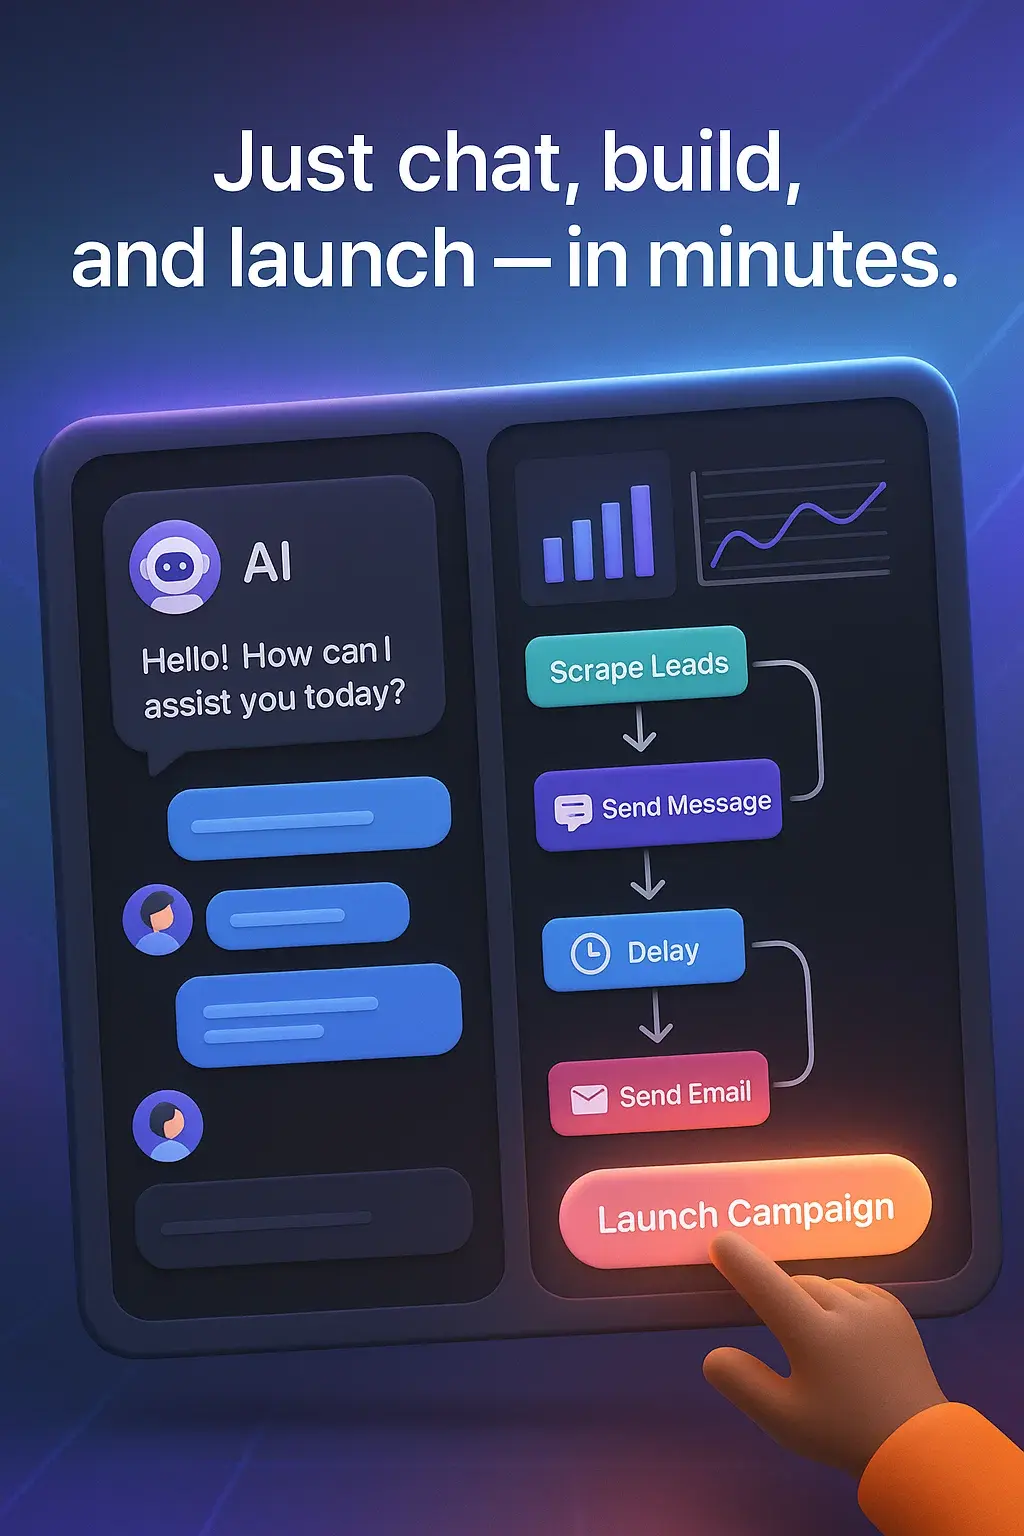 Just chat, build,
and launch — in minutes.
AI
Hello! How can I
assist you today?
Scrape Leads
Send Message
Delay
Send Email
Launch Campaign